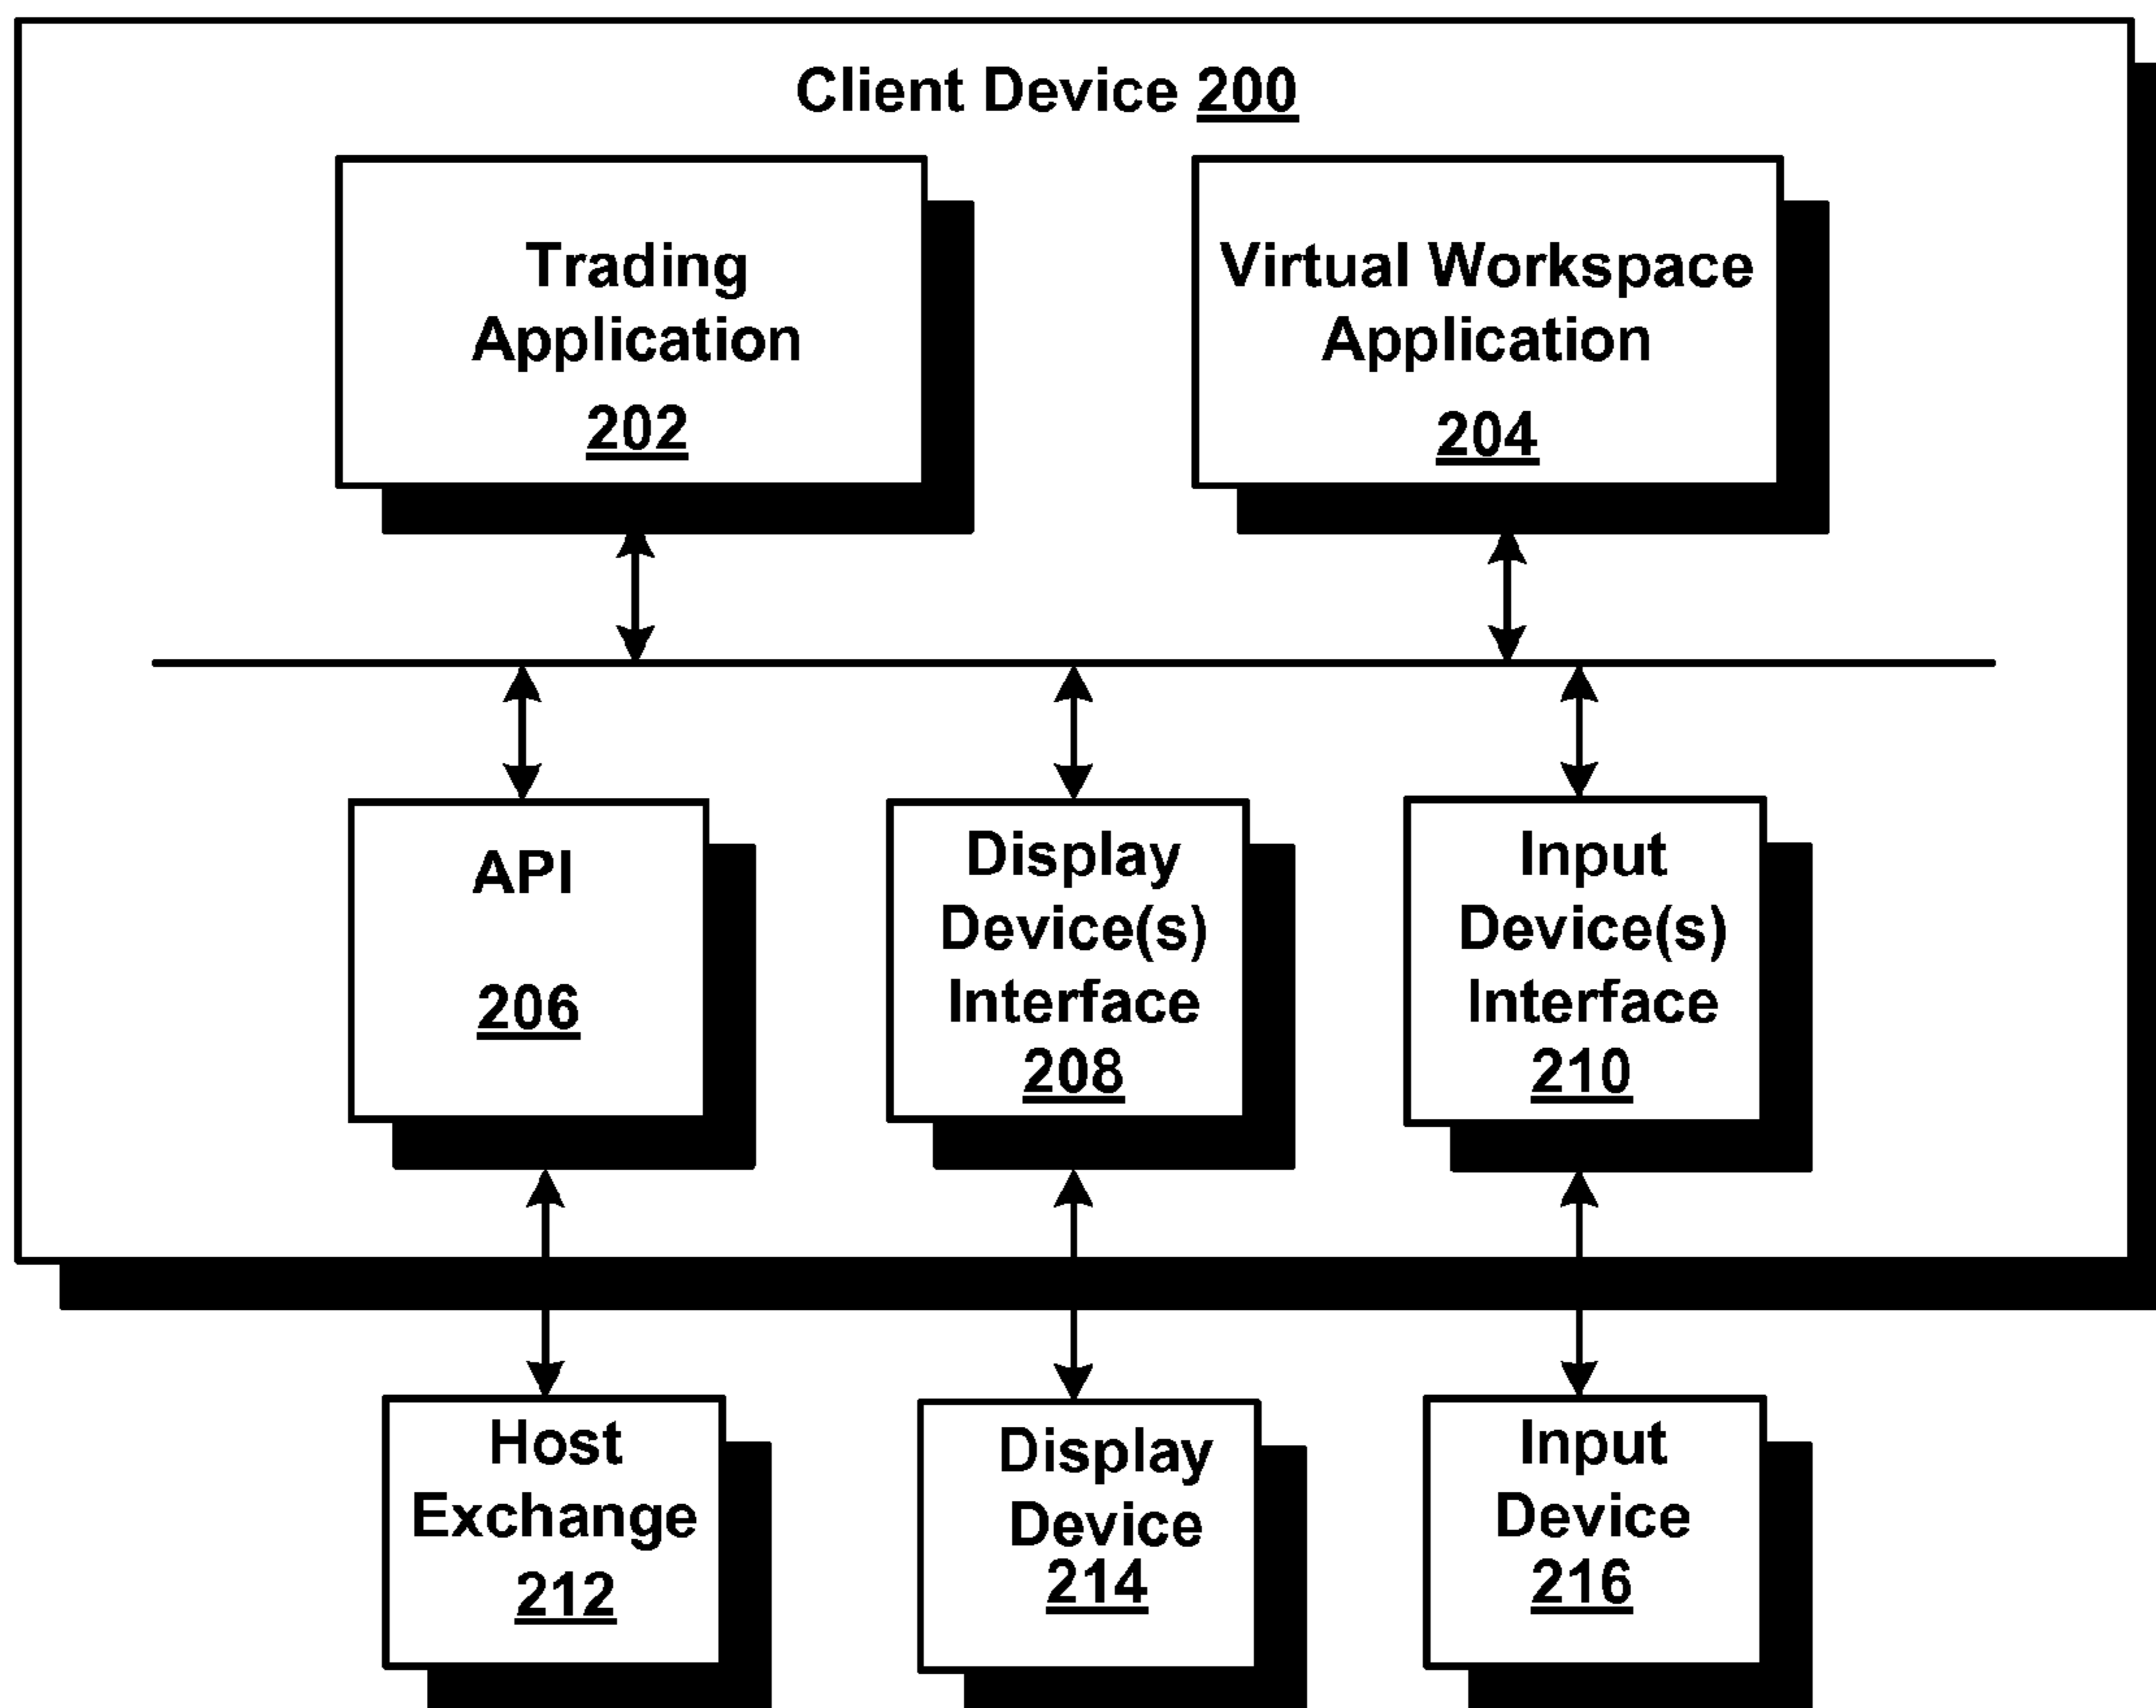 Client Device 200
Trading
Application
202
Virtual Workspace
Application
204
API
206
Display
Device(s)
Interface
208
Input
Device(s)
Interface
210
Host
Exchange
212
Display
Device
214
Input
Device
216